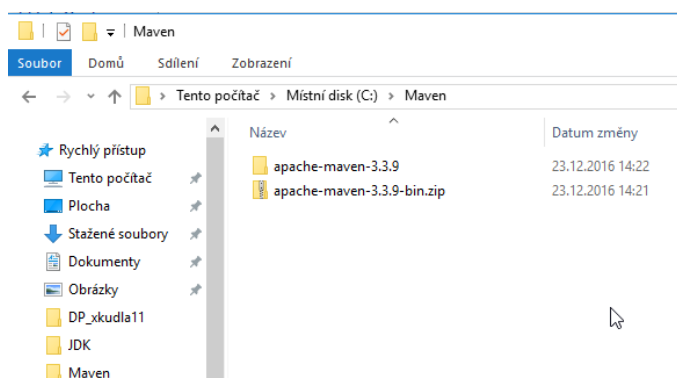 Maven
Soubor Domů Sdílení Zobrazení
Tento počítač > Místní disk (C:) > Maven
Název Datum změny
Rychlý přístup
Tento počítač
Plocha
Stažené soubory
Dokumenty
Obrázky
DP_xkudla11
JDK
Maven
apache-maven-3.3.9 23.12.2016 14:22
apache-maven-3.3.9-bin.zip 23.12.2016 14:21